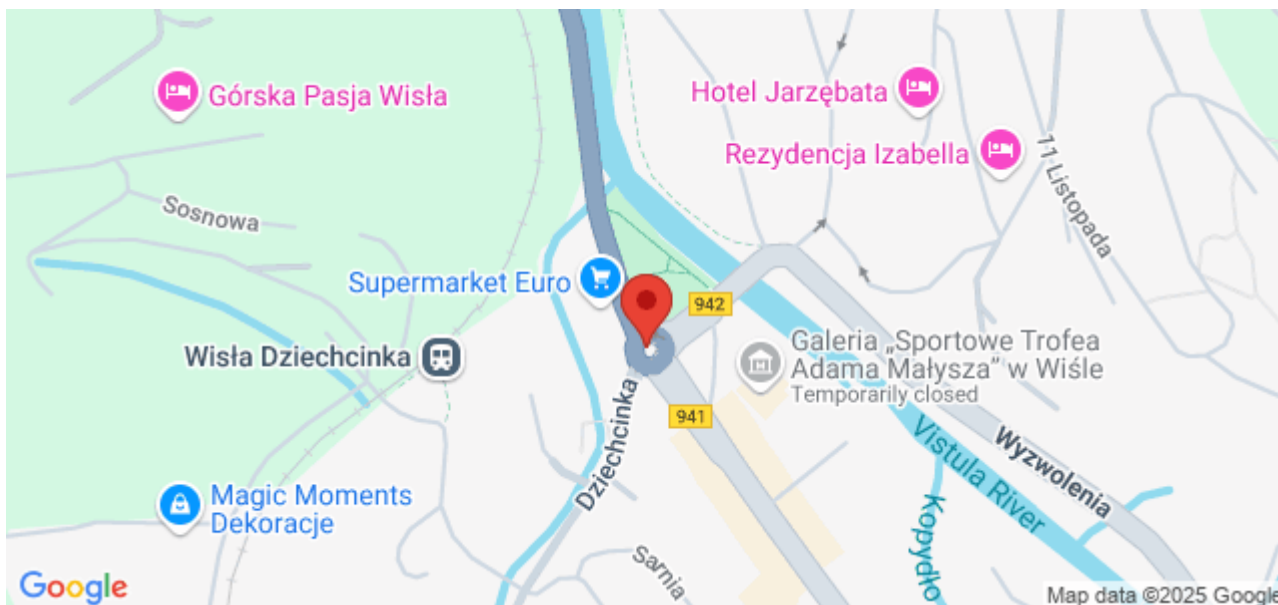 Górska Pasja Wisła
Hotel Jarzębata
Rezydencja Izabella
11 Listopada
Sosnowa
Supermarket Euro
942
Wisła Dziechcinka
Galeria „Sportowe Trofea
Adama Małysza” w Wiśle
Temporarily closed
941
Dziechcinka
Vistula River
Wyzwolenia
Magic Moments
Dekoracje
Kopydło
Sarnia
Google
Map data ©2025 Google